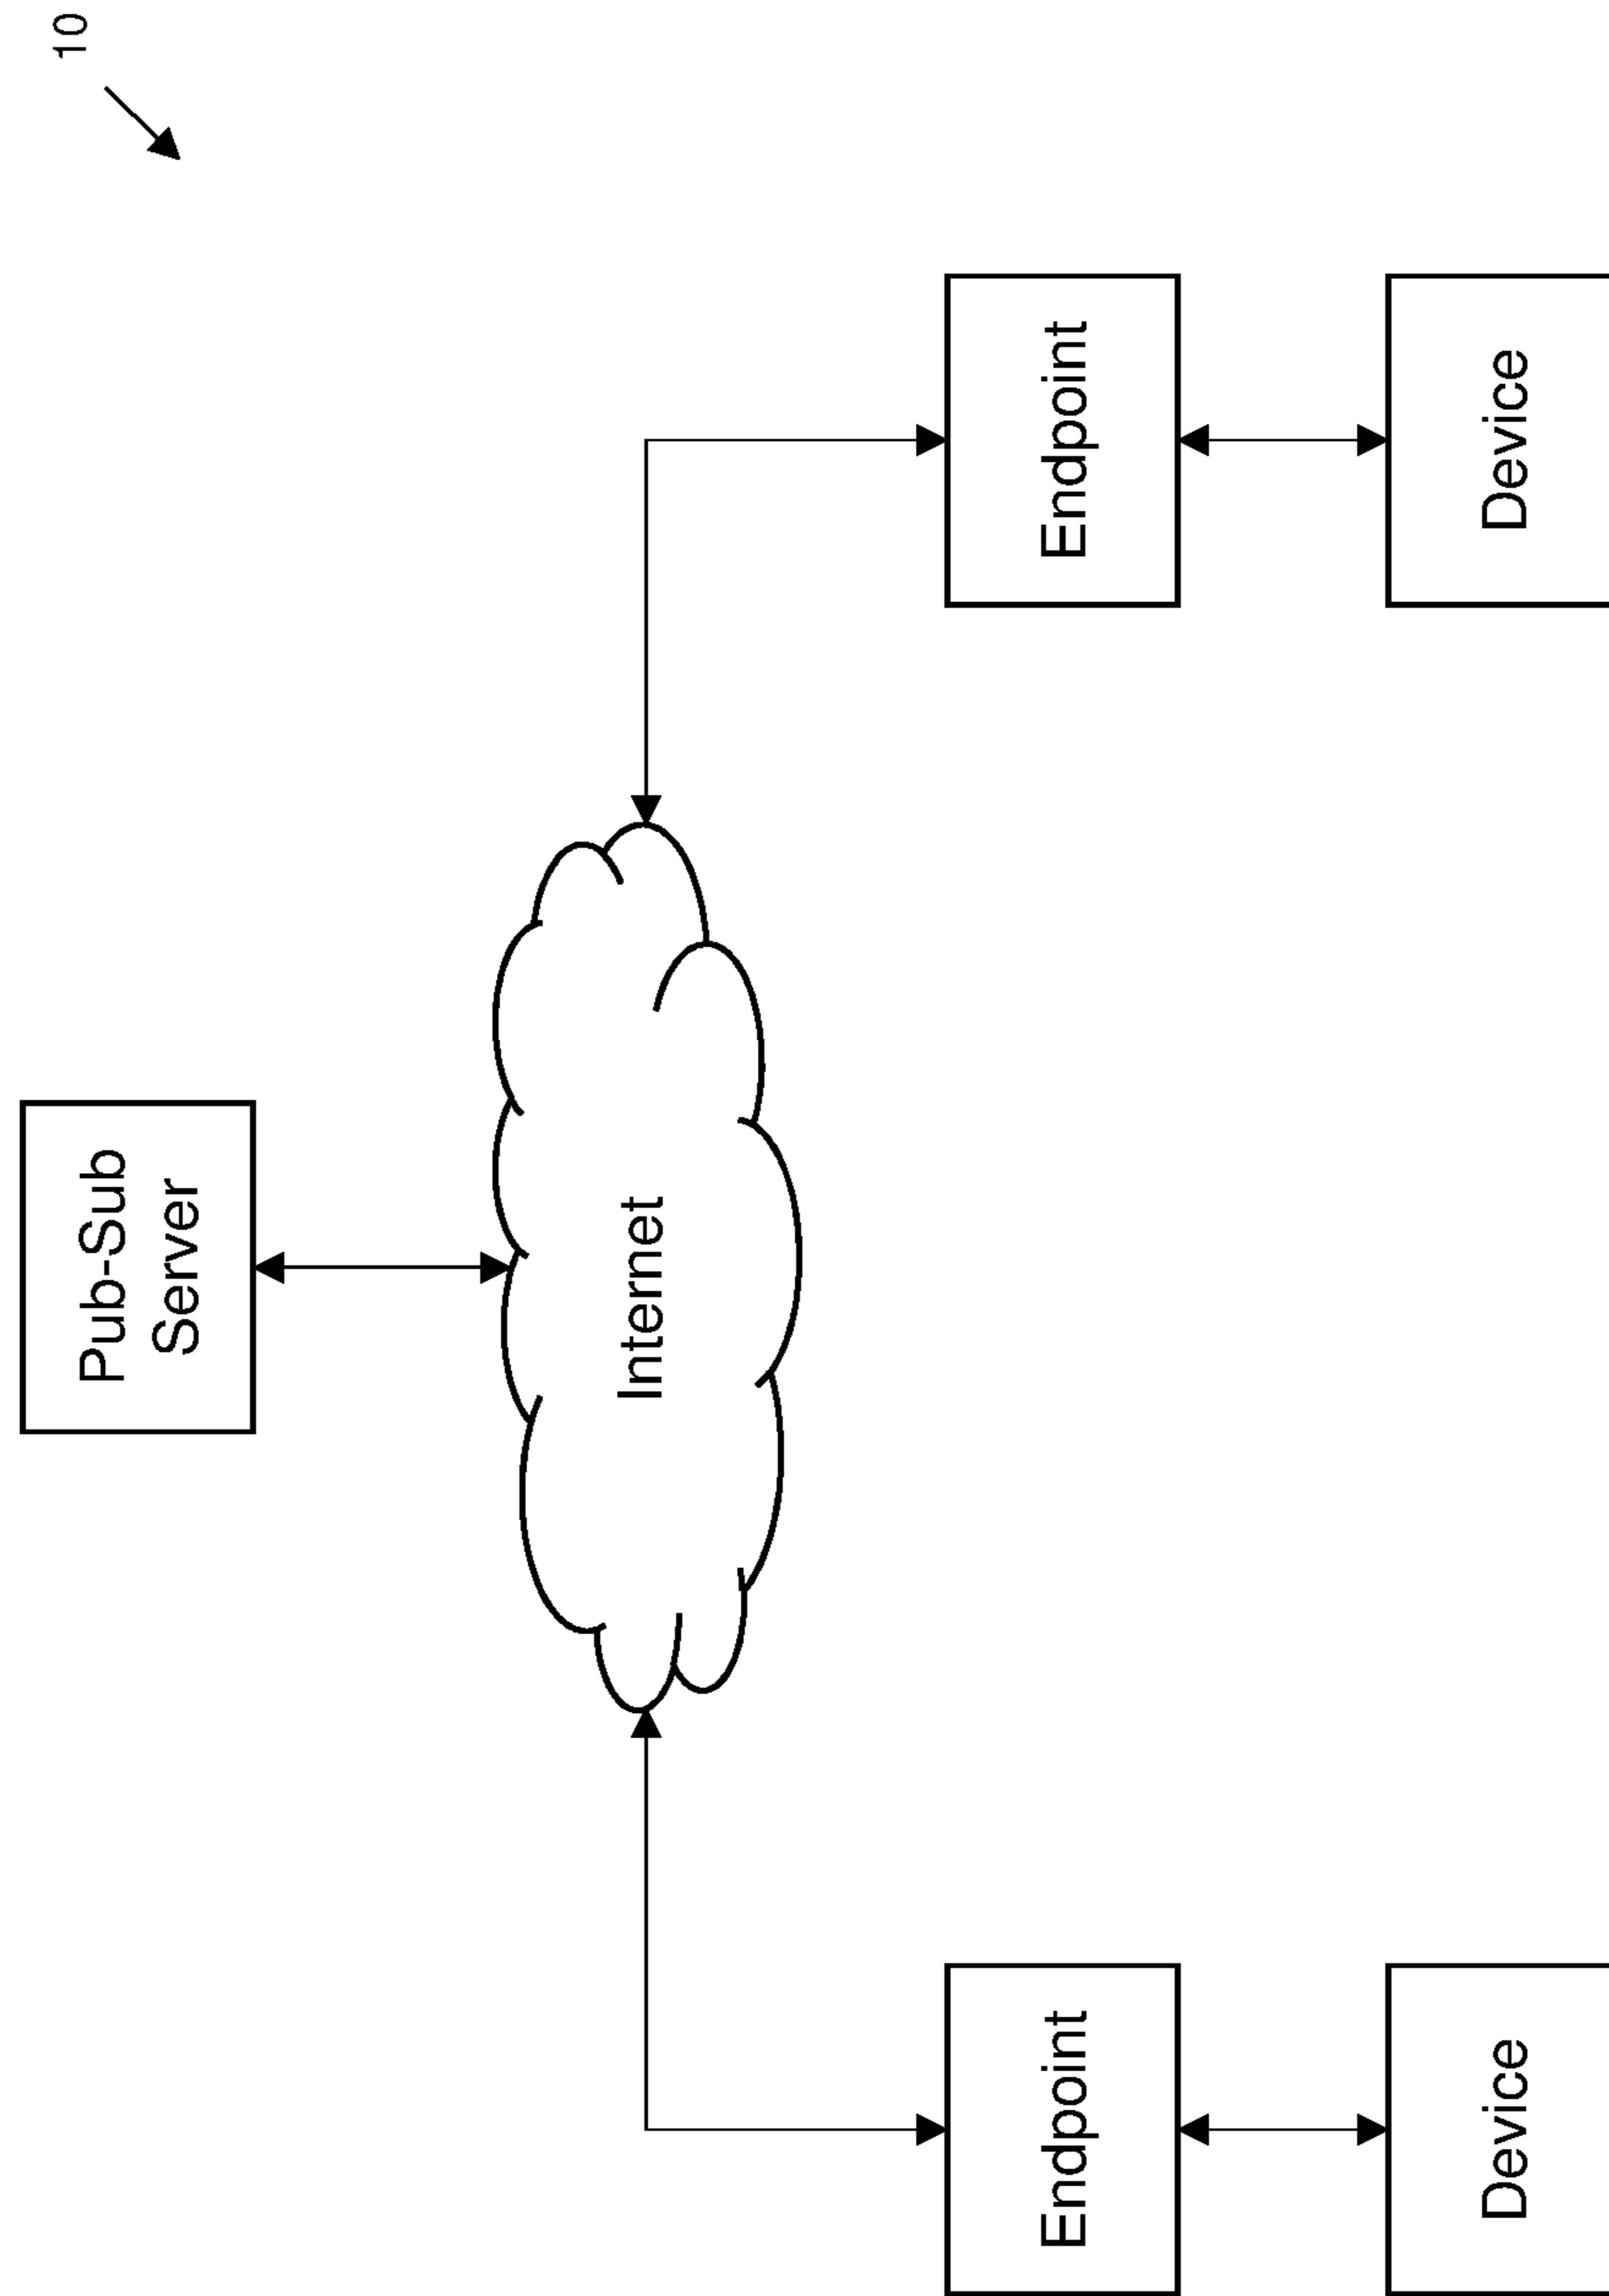 10
Pub-Sub
Server
Internet
Endpoint
Endpoint
Device
Device